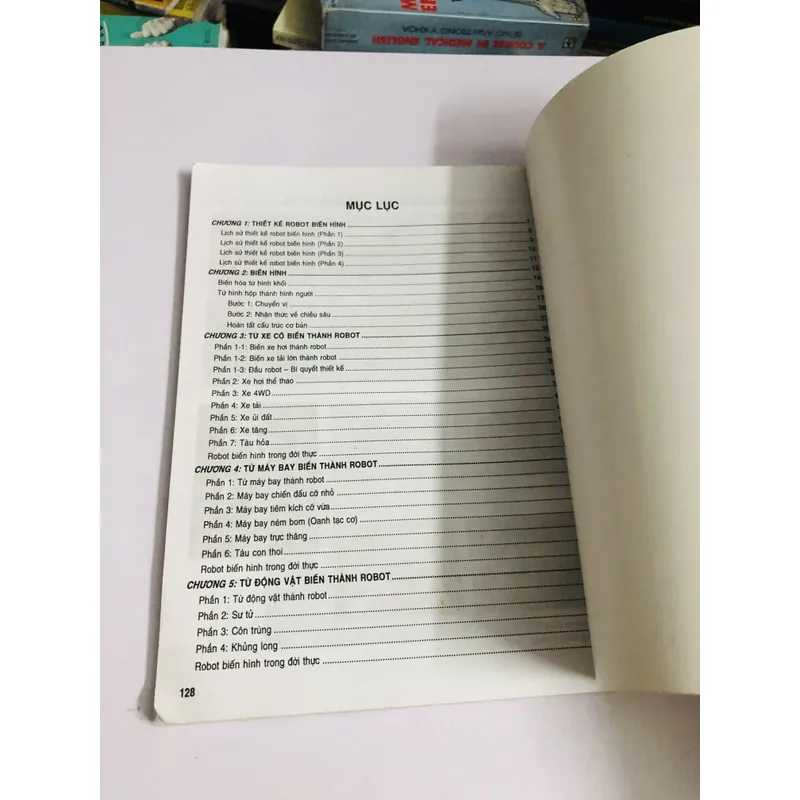 A COURSE IN MEDICAL ENGLISH
MỤC LỤC
CHƯƠNG 1: THIẾT KẾ ROBOT BIẾN HÌNH 7
Lịch sử thiết kế robot biến hình (Phần 1) 8
Lịch sử thiết kế robot biến hình (Phần 2) 9
Lịch sử thiết kế robot biến hình (Phần 3) 10
Lịch sử thiết kế robot biến hình (Phần 4) 11
CHƯƠNG 2: BIẾN HÌNH 13
Biến hóa từ hình khối 14
Từ hình hộp thành hình người
Bước 1: Chuyển vị 17
Bước 2: Nhận thức về chiều sâu
Hoàn tất cấu trúc cơ bản
CHƯƠNG 3: TỪ XE CỘ BIẾN THÀNH ROBOT
Phần 1-1: Biến xe hơi thành robot
Phần 1-2: Biến xe tải lớn thành robot
Phần 1-3: Đầu robot – Bí quyết thiết kế
Phần 2: Xe hơi thể thao
Phần 3: Xe 4WD
Phần 4: Xe tải
Phần 5: Xe ủi đất
Phần 6: Xe tăng
Phần 7: Tàu hỏa
Robot biến hình trong đời thực
CHƯƠNG 4: TỪ MÁY BAY BIẾN THÀNH ROBOT
Phần 1: Từ máy bay thành robot
Phần 2: Máy bay chiến đấu cỡ nhỏ
Phần 3: Máy bay tiêm kích cỡ vừa
Phần 4: Máy bay ném bom (Oanh tạc cơ)
Phần 5: Máy bay trực thăng
Phần 6: Tàu con thoi
Robot biến hình trong đời thực
CHƯƠNG 5: TỪ ĐỘNG VẬT BIẾN THÀNH ROBOT
Phần 1: Từ động vật thành robot
Phần 2: Sư tử
Phần 3: Côn trùng
Phần 4: Khủng long
Robot biến hình trong đời thực
128